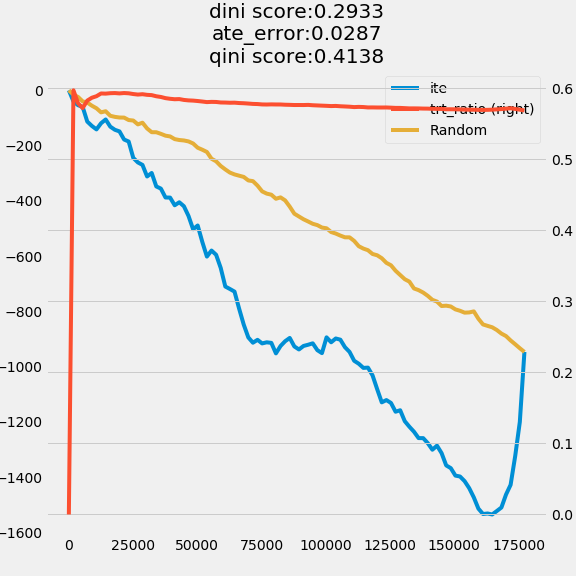 dini score:0.2933
ate_error:0.0287
qini score:0.4138
ite
trt_ratio (right)
Random
0
−200
−400
−600
−800
−1000
−1200
−1400
−1600
0.6
0.5
0.4
0.3
0.2
0.1
0.0
0 25000 50000 75000 100000 125000 150000 175000